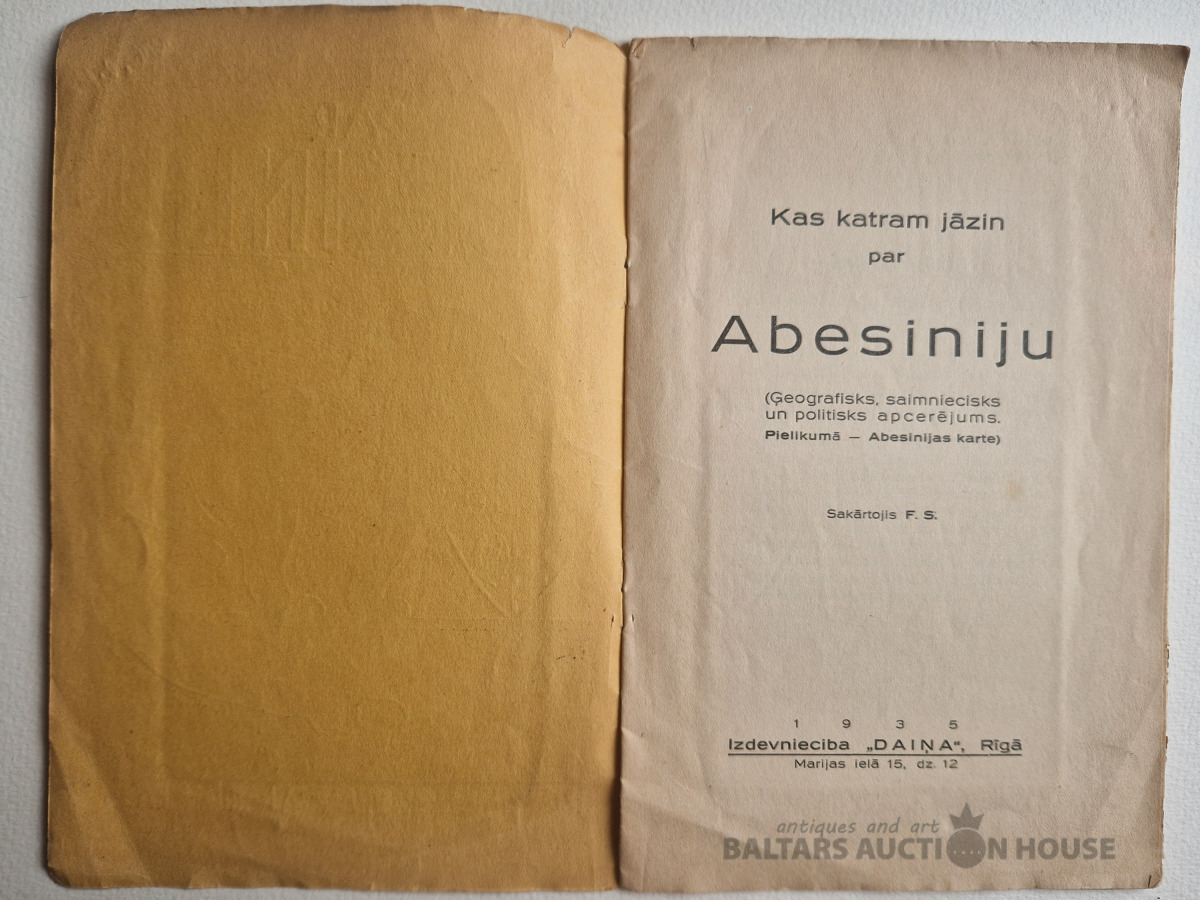 Kas katram jāzin
par
Abesiniju
(Ģeografisks, saimniecisks
un politisks apcerējums.
Pielikumā — Abesinijas karte)
Sakārtojis F. S.
1 9 3 5
Izdevnieciba „DAIŅA“, Rīgā
Marijas ielā 15, dz. 12
antiques and art
BALTARS AUCTION HOUSE